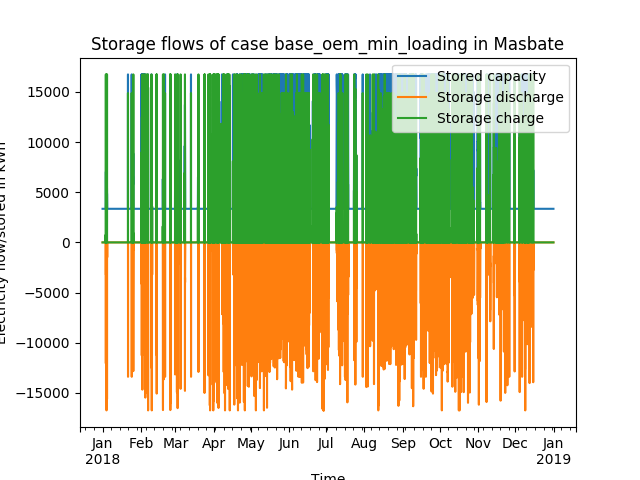 Storage flows of case base_oem_min_loading in Masbate
Stored capacity
Storage discharge
Storage charge
Electricity flow/stored in kWh
15000
10000
5000
0
−5000
−10000
−15000
Jan Feb Mar Apr May Jun Jul Aug Sep Oct Nov Dec Jan
2018 2019
Time